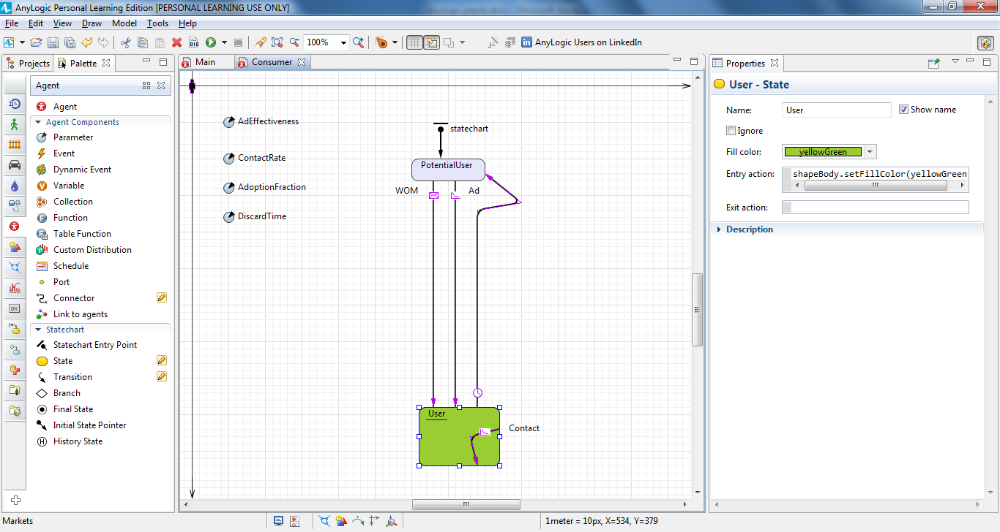 AnyLogic Personal Learning Edition [PERSONAL LEARNING USE ONLY]
File Edit View Draw Model Tools Help
100% AnyLogic Users on LinkedIn
Projects Palette
Main Consumer
Properties
Agent
Agent
Agent Components
Parameter
Event
Dynamic Event
Variable
Collection
Function
Table Function
Custom Distribution
Schedule
Port
Connector
Link to agents
Statechart
Statechart Entry Point
State
Transition
Branch
Final State
Initial State Pointer
History State
AdEffectiveness
ContactRate
AdoptionFraction
DiscardTime
statechart
PotentialUser
WOM Ad
User
Contact
User - State
Name: User Show name
Ignore
Fill color: yellowGreen
Entry action: shapeBody.setFillColor(yellowGreen
Exit action:
Description
Markets
1meter = 10px, X=534, Y=379